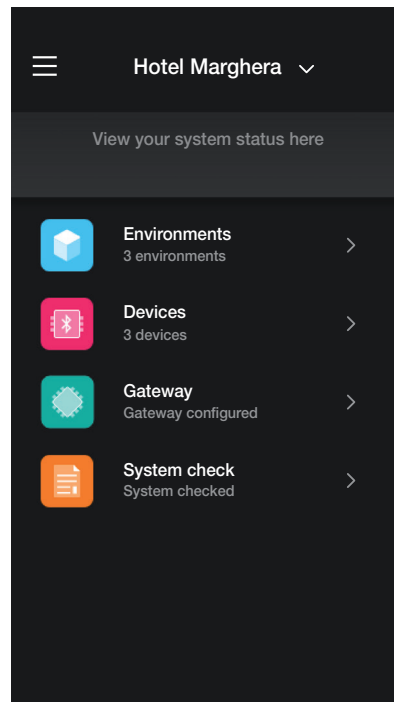 Hotel Marghera
View your system status here
Environments
3 environments
Devices
3 devices
Gateway
Gateway configured
System check
System checked